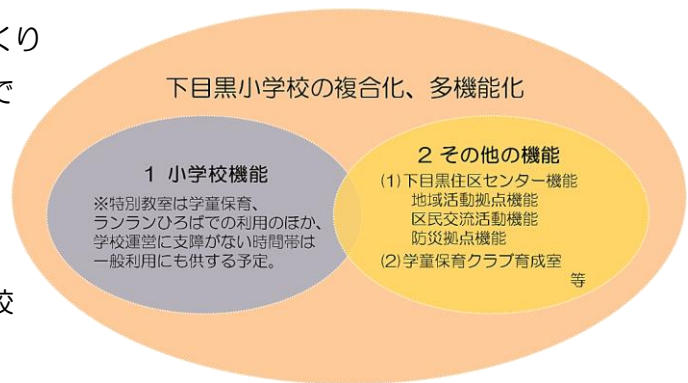 くり
で
校
下目黒小学校の複合化、多機能化
1 小学校機能
※特別教室は学童保育、
ランランひろばでの利用のほか、
学校運営に支障がない時間帯は
一般利用にも供する予定。
2 その他の機能
(1)下目黒住区センター機能
地域活動拠点機能
区民交流活動機能
防災拠点機能
(2)学童保育クラブ育成室
等